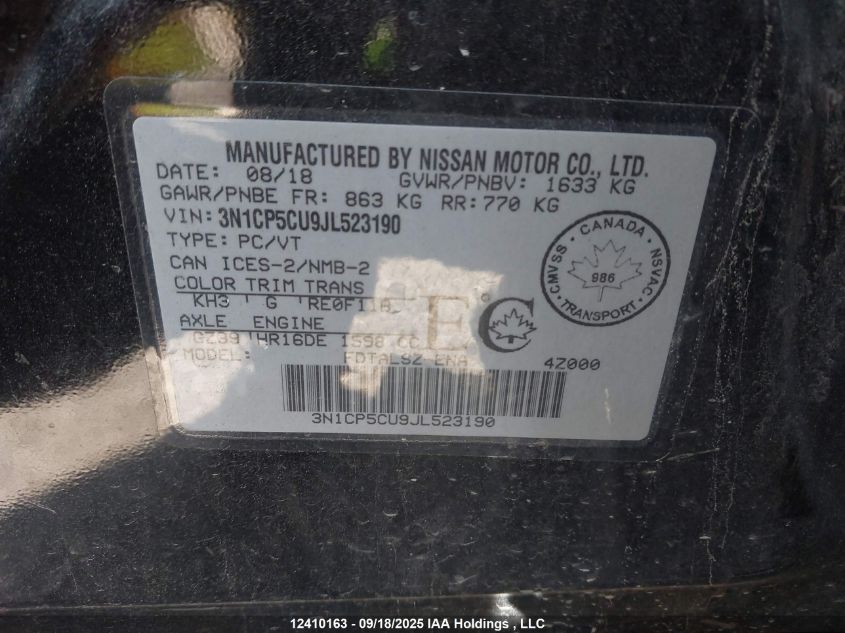 MANUFACTURED BY NISSAN MOTOR CO., LTD.
DATE: 08/18 GVWR/PNBV: 1633 KG
GAWR/PNBE FR: 863 KG RR: 770 KG
VIN: 3N1CP5CU9JL523190
TYPE: PC/VT
CAN ICES-2/NMB-2
COLOR TRIM TRANS
KH3 G RE0F11A
AXLE ENGINE
GZ39 HR16DE 1598 CC
MODEL: 4Z000
3N1CP5CU9JL523190
CANADA
CMVSS NSVAC
986
TRANSPORT
EC
12410163 - 09/18/2025 IAA Holdings, LLC